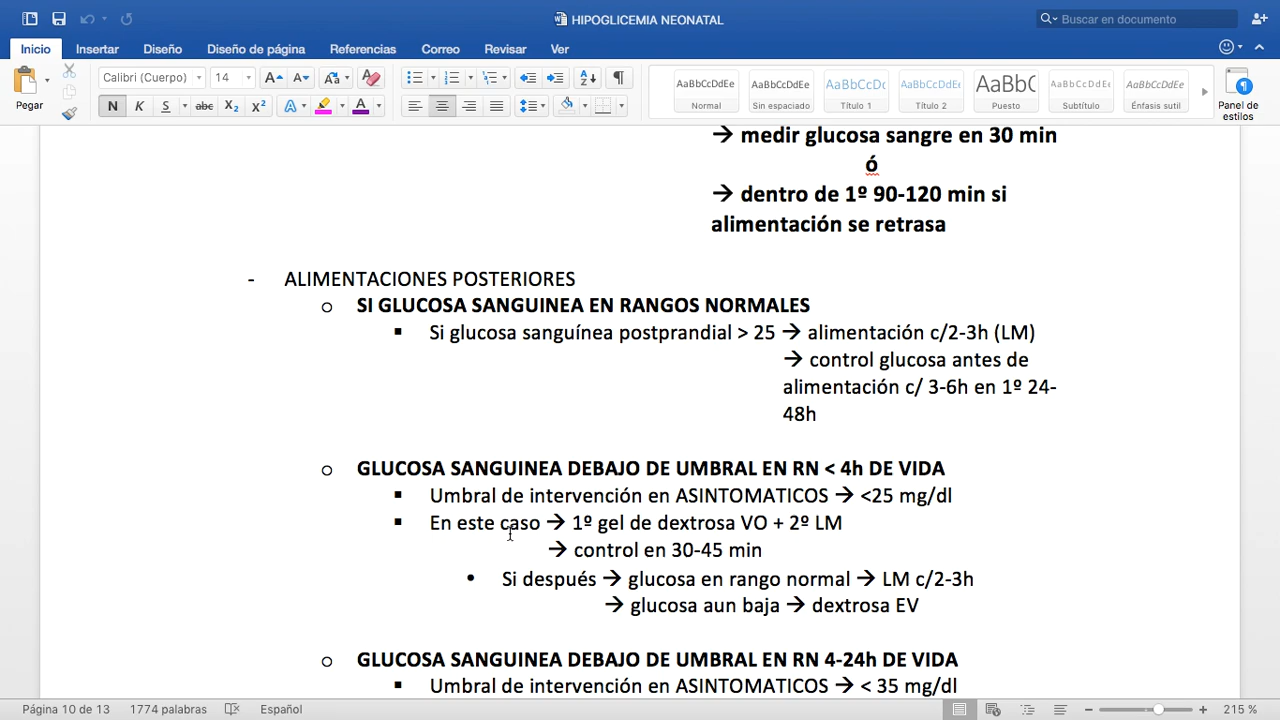 HIPOGLICEMIA NEONATAL
Buscar en documento
Inicio Insertar Diseño Diseño de página Referencias Correo Revisar Ver
Pegar
Calibri (Cuerpo) 14 A A Aa
N K S abc X₂ X² A A
AaBbCcDdEe AaBbCcDdEe AaBbCcDc AaBbCcDdEe AaBbC AaBbCcDdEe AaBbCcDdEe
Normal Sin espaciado Título 1 Título 2 Puesto Subtítulo Énfasis sutil
Panel de estilos
→ medir glucosa sangre en 30 min
ó
→ dentro de 1º 90-120 min si
alimentación se retrasa
- ALIMENTACIONES POSTERIORES
o SI GLUCOSA SANGUINEA EN RANGOS NORMALES
▪ Si glucosa sanguínea postprandial > 25 → alimentación c/2-3h (LM)
→ control glucosa antes de
alimentación c/ 3-6h en 1º 24-
48h
o GLUCOSA SANGUINEA DEBAJO DE UMBRAL EN RN < 4h DE VIDA
▪ Umbral de intervención en ASINTOMATICOS → <25 mg/dl
▪ En este caso → 1º gel de dextrosa VO + 2º LM
→ control en 30-45 min
• Si después → glucosa en rango normal → LM c/2-3h
→ glucosa aun baja → dextrosa EV
o GLUCOSA SANGUINEA DEBAJO DE UMBRAL EN RN 4-24h DE VIDA
▪ Umbral de intervención en ASINTOMATICOS → < 35 mg/dl
Página 10 de 13 1774 palabras Español 215 %